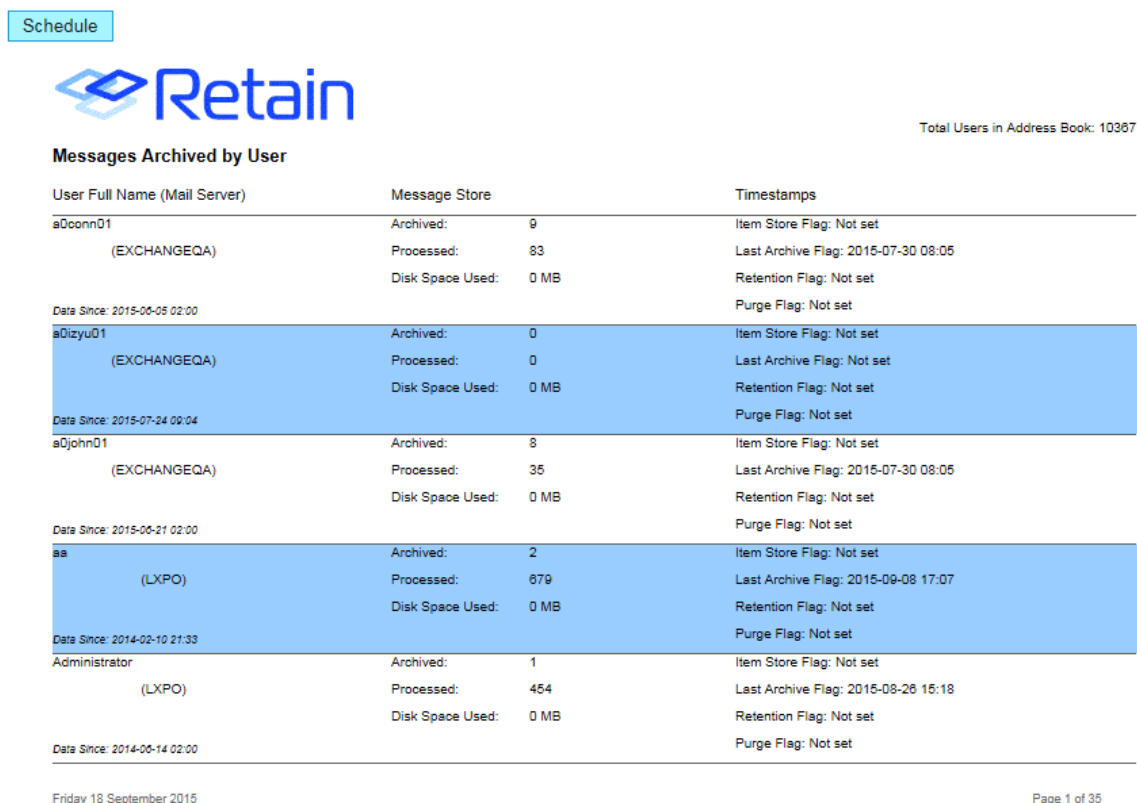 Schedule
Retain
Total Users in Address Book: 10367
Messages Archived by User
User Full Name (Mail Server) Message Store Timestamps
a0conn01 Archived: 9 Item Store Flag: Not set
(EXCHANGEQA) Processed: 83 Last Archive Flag: 2015-07-30 08:05
Disk Space Used: 0 MB Retention Flag: Not set
Purge Flag: Not set
Data Since: 2015-06-05 02:00
a0izyu01 Archived: 0 Item Store Flag: Not set
(EXCHANGEQA) Processed: 0 Last Archive Flag: Not set
Disk Space Used: 0 MB Retention Flag: Not set
Purge Flag: Not set
Data Since: 2015-07-24 09:04
a0john01 Archived: 8 Item Store Flag: Not set
(EXCHANGEQA) Processed: 35 Last Archive Flag: 2015-07-30 08:05
Disk Space Used: 0 MB Retention Flag: Not set
Purge Flag: Not set
Data Since: 2015-06-21 02:00
aa Archived: 2 Item Store Flag: Not set
(LXPO) Processed: 679 Last Archive Flag: 2015-09-08 17:07
Disk Space Used: 0 MB Retention Flag: Not set
Purge Flag: Not set
Data Since: 2014-02-10 21:33
Administrator Archived: 1 Item Store Flag: Not set
(LXPO) Processed: 454 Last Archive Flag: 2015-08-26 15:18
Disk Space Used: 0 MB Retention Flag: Not set
Purge Flag: Not set
Data Since: 2014-06-14 02:00
Friday 18 September 2015 Page 1 of 35